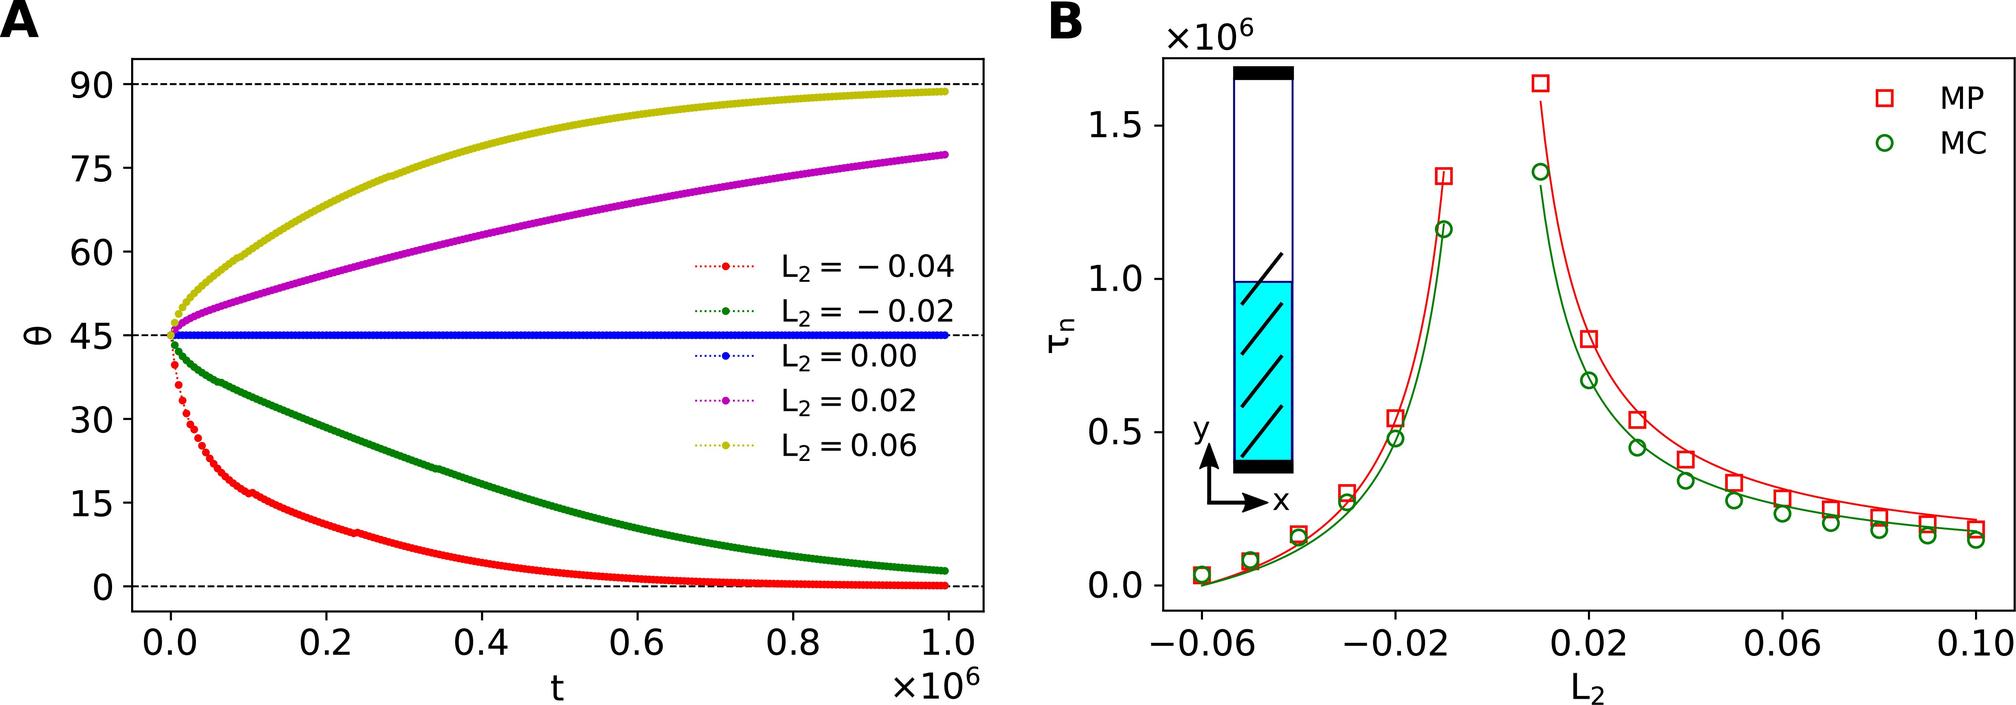 A
90
75
60
45
30
15
0
θ
L₂ = − 0.04
L₂ = − 0.02
L₂ = 0.00
L₂ = 0.02
L₂ = 0.06
0.0 0.2 0.4 0.6 0.8 1.0
t
×10⁶
B
×10⁶
1.5
1.0
0.5
0.0
τₙ
MP
MC
y
x
−0.06 −0.02 0.02 0.06 0.10
L₂